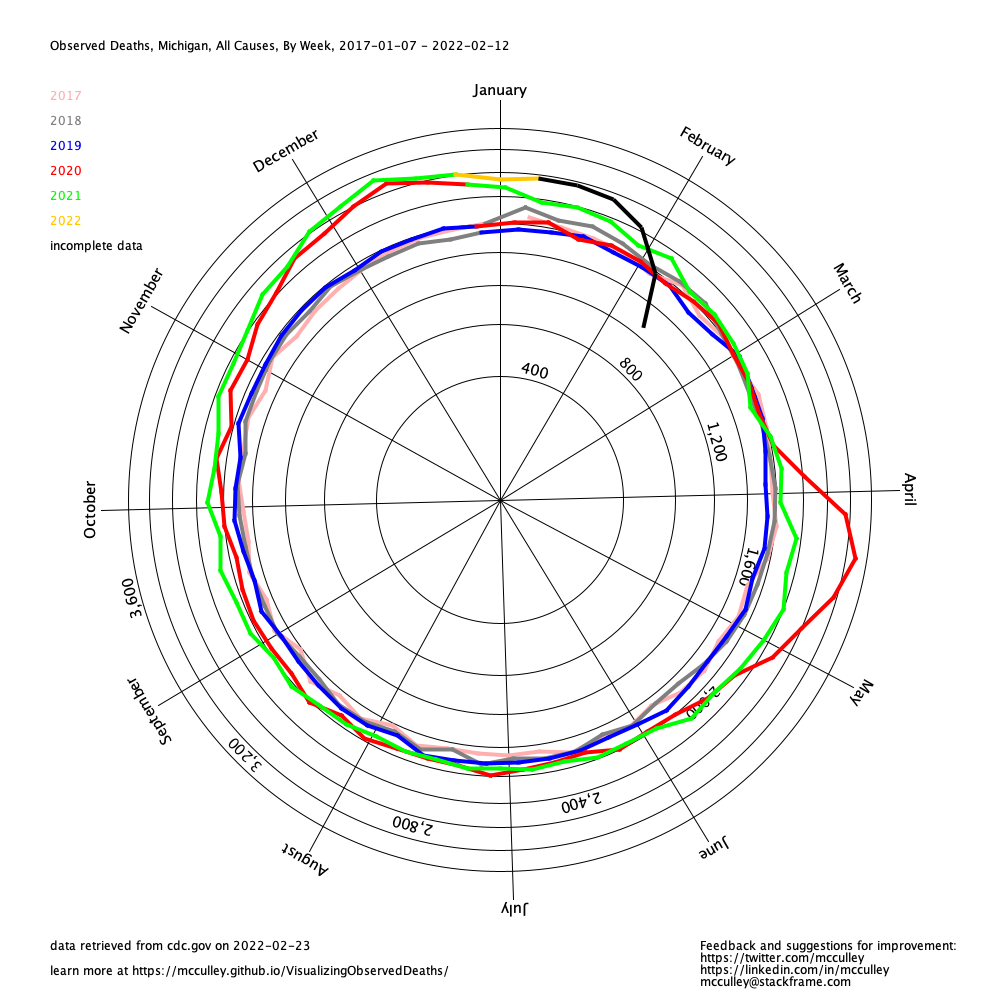 Observed Deaths, Michigan, All Causes, By Week, 2017-01-07 - 2022-02-12
January
2017
2018
2019
2020
2021
2022
incomplete data
December
February
November
March
400
800
1,200
October
April
1,600
3,600
September
May
2,000
3,200
2,400
2,800
August
June
July
data retrieved from cdc.gov on 2022-02-23
learn more at https://mcculley.github.io/VisualizingObservedDeaths/
Feedback and suggestions for improvement:
https://twitter.com/mcculley
https://linkedin.com/in/mcculley
mcculley@stackframe.com